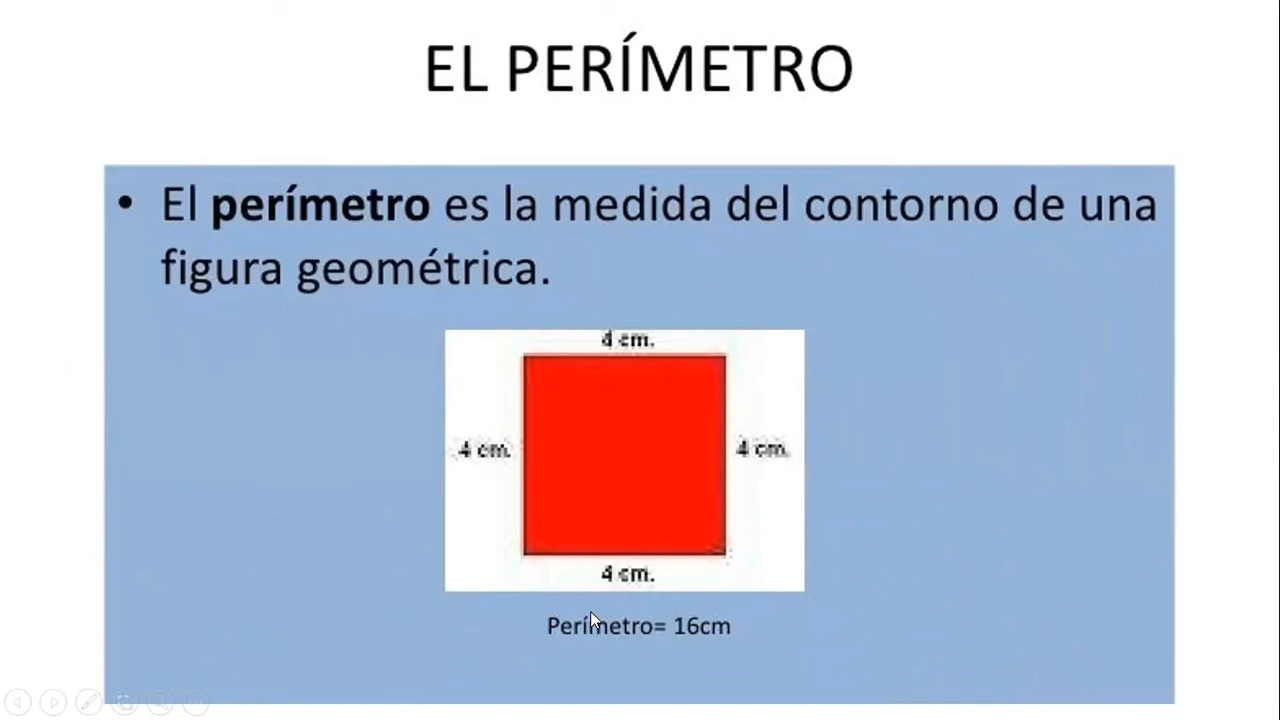 EL PERÍMETRO
• El perímetro es la medida del contorno de una
figura geométrica.
4 cm.
4 cm.
4 cm.
4 cm.
Perímetro= 16cm